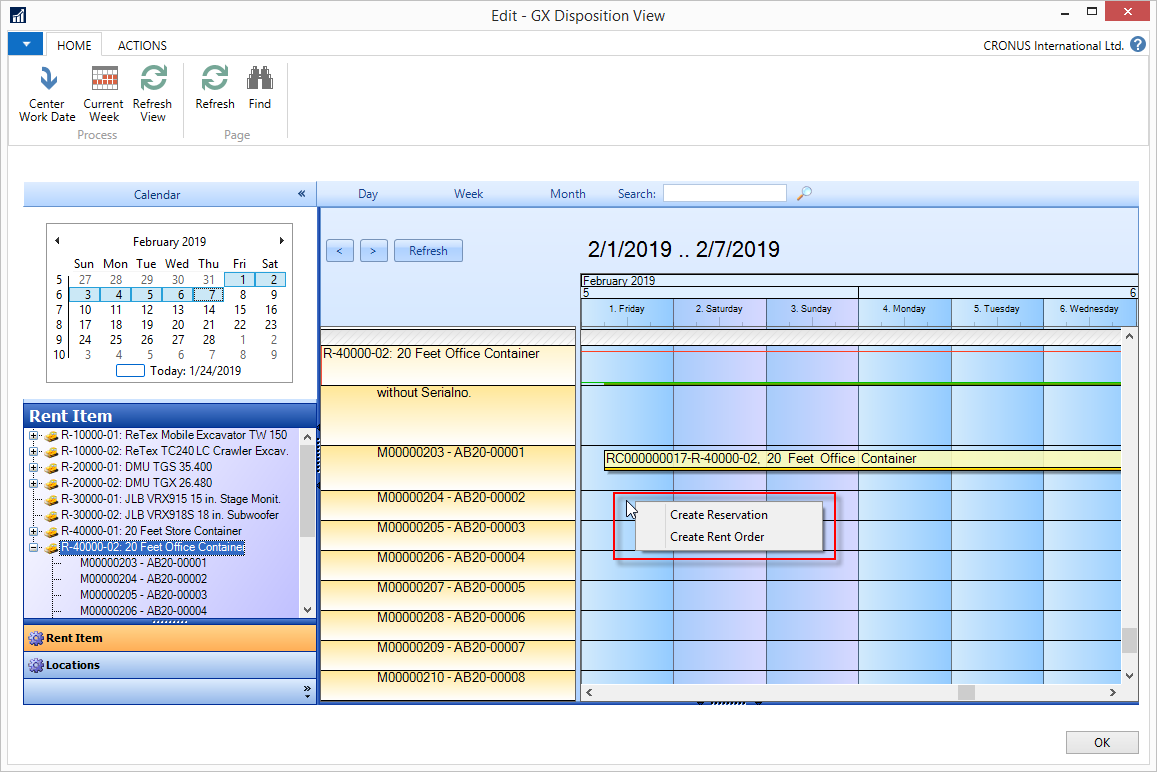 Edit - GX Disposition View
HOME ACTIONS
CRONUS International Ltd.
Center Work Date
Current Week
Refresh View
Refresh
Find
Process
Page
Calendar «
Day Week Month Search:
February 2019
Sun Mon Tue Wed Thu Fri Sat
5 27 28 29 30 31 1 2
6 3 4 5 6 7 8 9
7 10 11 12 13 14 15 16
8 17 18 19 20 21 22 23
9 24 25 26 27 28 1 2
10 3 4 5 6 7 8 9
Today: 1/24/2019
< > Refresh
2/1/2019 .. 2/7/2019
February 2019
5 6
1. Friday 2. Saturday 3. Sunday 4. Monday 5. Tuesday 6. Wednesday
Rent Item
R-10000-01: ReTex Mobile Excavator TW 150
R-10000-02: ReTex TC240 LC Crawler Excav.
R-20000-01: DMU TGS 35.400
R-20000-02: DMU TGX 26.480
R-30000-01: JLB VRX915 15 in. Stage Monit.
R-30000-02: JLB VRX918S 18 in. Subwoofer
R-40000-01: 20 Feet Store Container
R-40000-02: 20 Feet Office Container
M00000203 - AB20-00001
M00000204 - AB20-00002
M00000205 - AB20-00003
M00000206 - AB20-00004
Rent Item
Locations
»
R-40000-02: 20 Feet Office Container
without Serialno.
M00000203 - AB20-00001
M00000204 - AB20-00002
M00000205 - AB20-00003
M00000206 - AB20-00004
M00000207 - AB20-00005
M00000208 - AB20-00006
M00000209 - AB20-00007
M00000210 - AB20-00008
RC000000017-R-40000-02, 20 Feet Office Container
Create Reservation
Create Rent Order
OK